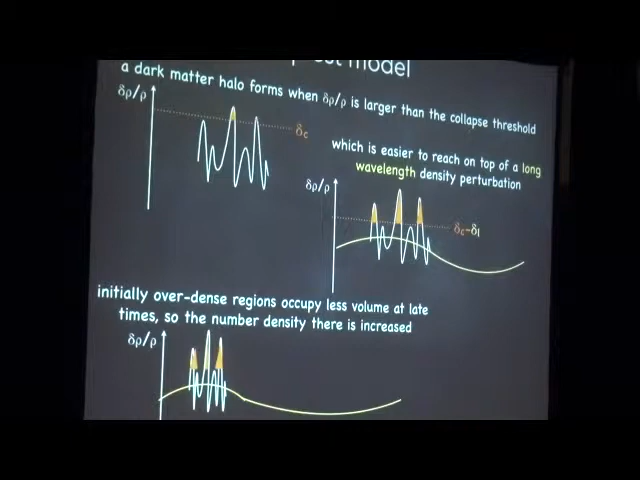 model
a dark matter halo forms when δρ/ρ is larger than the collapse threshold
δρ/ρ
δc
which is easier to reach on top of a long
wavelength density perturbation
δρ/ρ
δc-δl
initially over-dense regions occupy less volume at late
times, so the number density there is increased
δρ/ρ